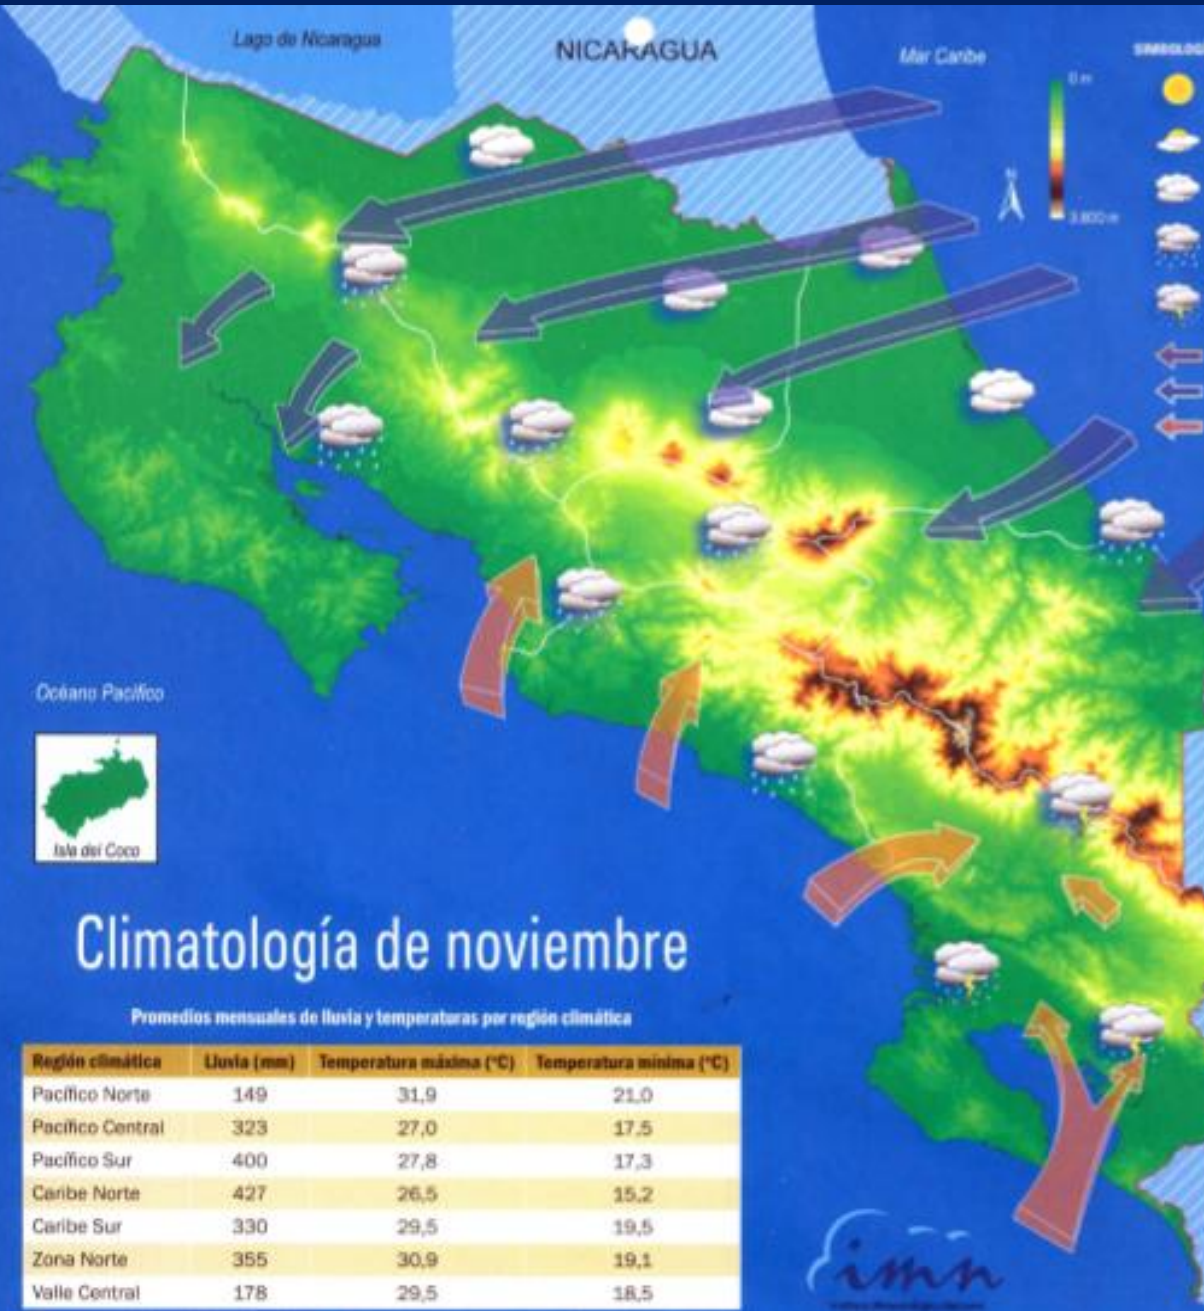 Lago de Nicaragua
NICARAGUA
Mar Caribe
0 m
N
3.800 m
Océano Pacífico
Isla del Coco
Climatología de noviembre
Promedios mensuales de lluvia y temperaturas por región climática
Región climática Lluvia (mm) Temperatura máxima (°C) Temperatura mínima (°C)
Pacífico Norte 149 31,9 21,0
Pacífico Central 323 27,0 17,5
Pacífico Sur 400 27,8 17,3
Caribe Norte 427 26,5 15,2
Caribe Sur 330 29,5 19,5
Zona Norte 355 30,9 19,1
Valle Central 178 29,5 18,5
imn